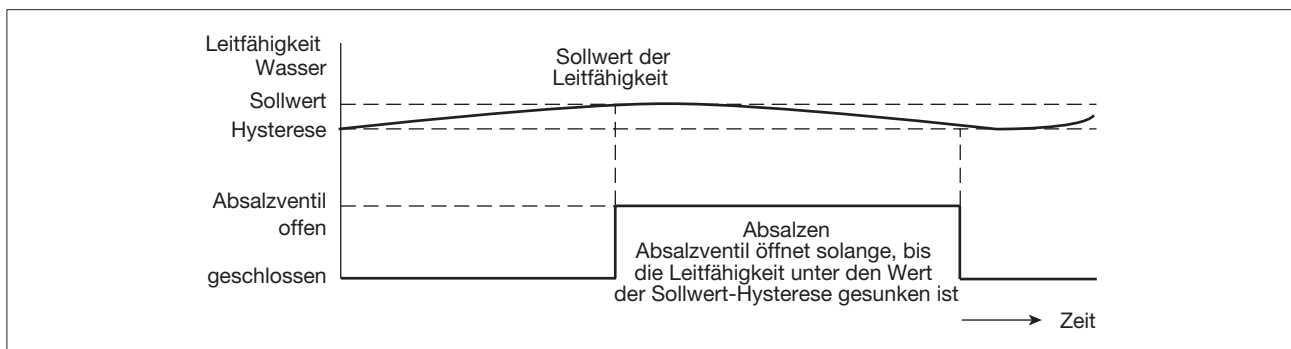 Leitfähigkeit
Wasser
Sollwert der
Leitfähigkeit
Sollwert
Hysterese
Absalzventil
offen
Absalzen
Absalzventil öffnet solange, bis
die Leitfähigkeit unter den Wert
der Sollwert-Hysterese gesunken ist
geschlossen
Zeit